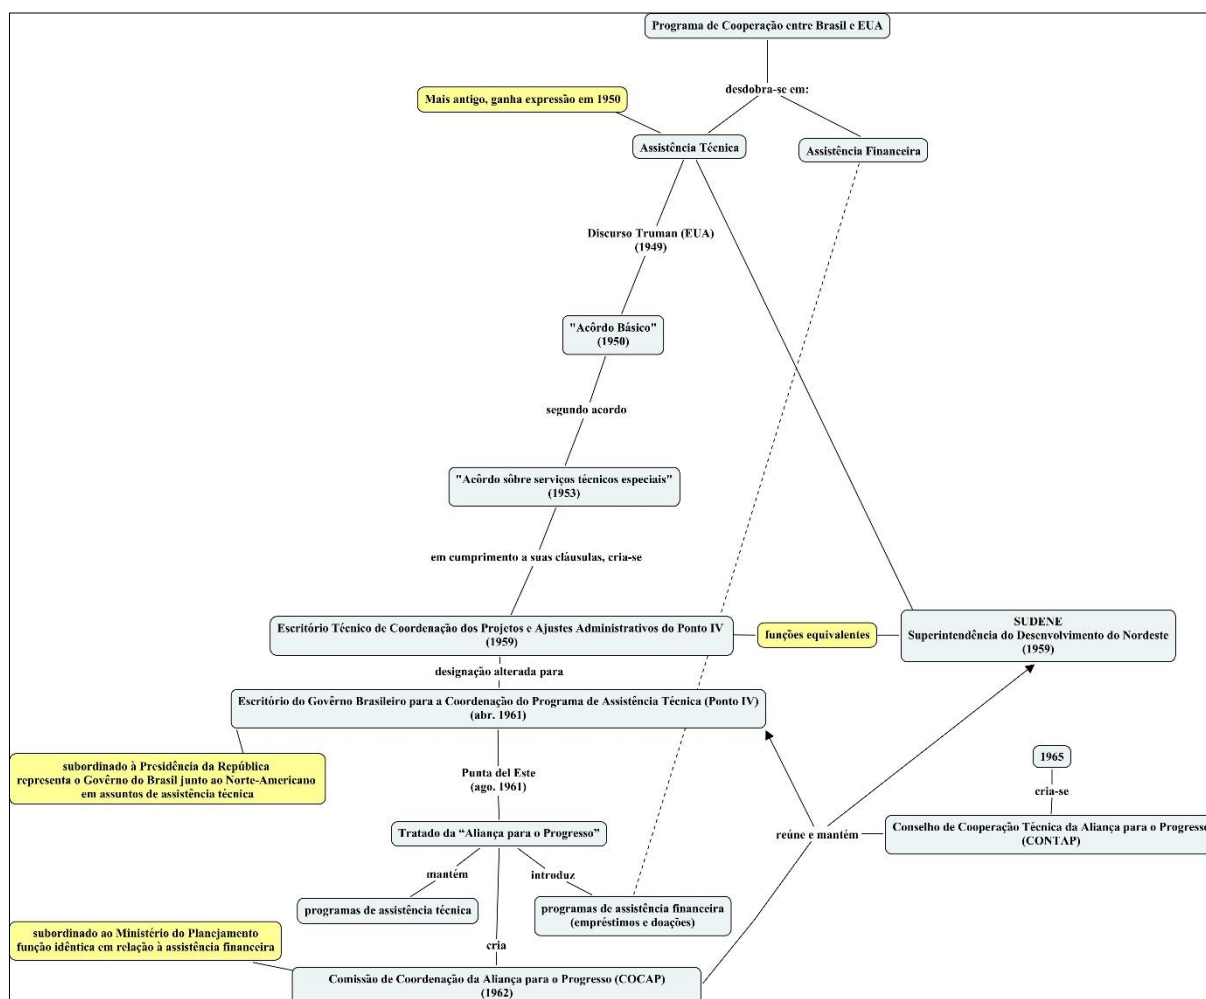 Programa de Cooperação entre Brasil e EUA
desdobra-se em:
Mais antigo, ganha expressão em 1950
Assistência Técnica
Assistência Financeira
Discurso Truman (EUA)
(1949)
"Acôrdo Básico"
(1950)
segundo acordo
"Acôrdo sôbre serviços técnicos especiais"
(1953)
em cumprimento a suas cláusulas, cria-se
Escritório Técnico de Coordenação dos Projetos e Ajustes Administrativos do Ponto IV
(1959)
funções equivalentes
SUDENE
Superintendência do Desenvolvimento do Nordeste
(1959)
designação alterada para
Escritório do Govêrno Brasileiro para a Coordenação do Programa de Assistência Técnica (Ponto IV)
(abr. 1961)
subordinado à Presidência da República
representa o Govêrno do Brasil junto ao Norte-Americano
em assuntos de assistência técnica
Punta del Este
(ago. 1961)
1965
cria-se
Tratado da “Aliança para o Progresso”
reúne e mantém
Conselho de Cooperação Técnica da Aliança para o Progresso
(CONTAP)
mantém
introduz
programas de assistência técnica
programas de assistência financeira
(empréstimos e doações)
subordinado ao Ministério do Planejamento
função idêntica em relação à assistência financeira
cria
Comissão de Coordenação da Aliança para o Progresso (COCAP)
(1962)